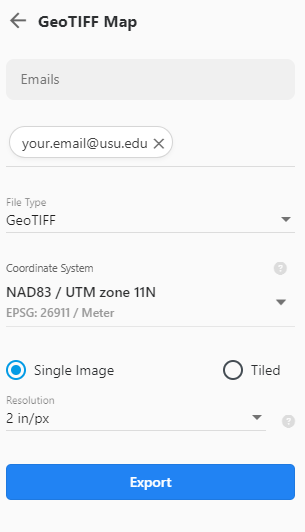 GeoTIFF Map
Emails
your.email@usu.edu
File Type
GeoTIFF
Coordinate System
NAD83 / UTM zone 11N
EPSG: 26911 / Meter
Single Image
Tiled
Resolution
2 in/px
Export